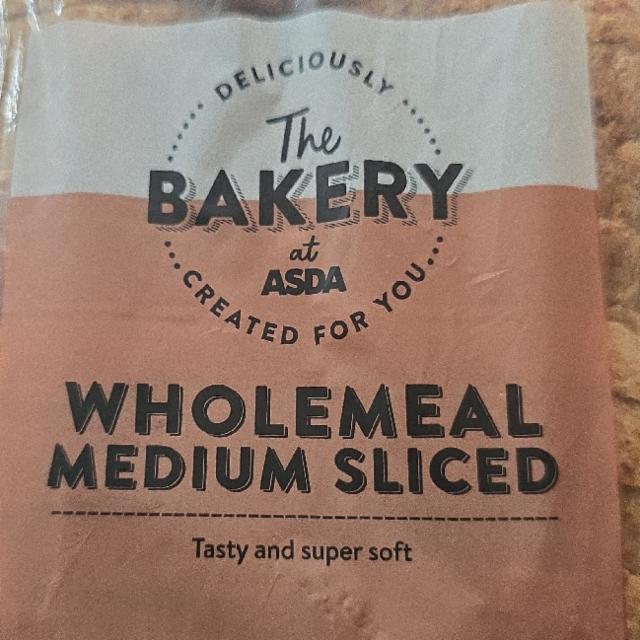 DELICIOUSLY
The
BAKERY
at
ASDA
CREATED FOR YOU...
WHOLEMEAL
MEDIUM SLICED
Tasty and super soft